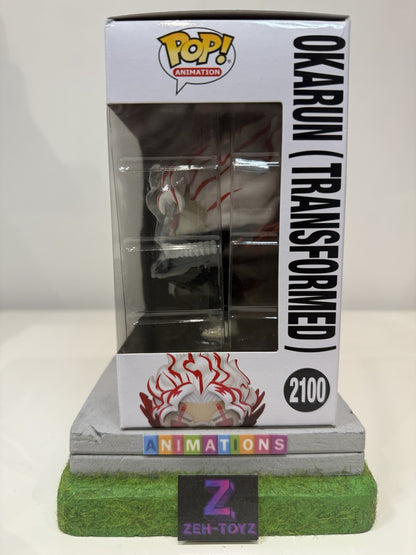 POP!
ANIMATION
OKARUN (TRANSFORMED)
2100
ANIMATIONS
Z
ZEH-TOYZ